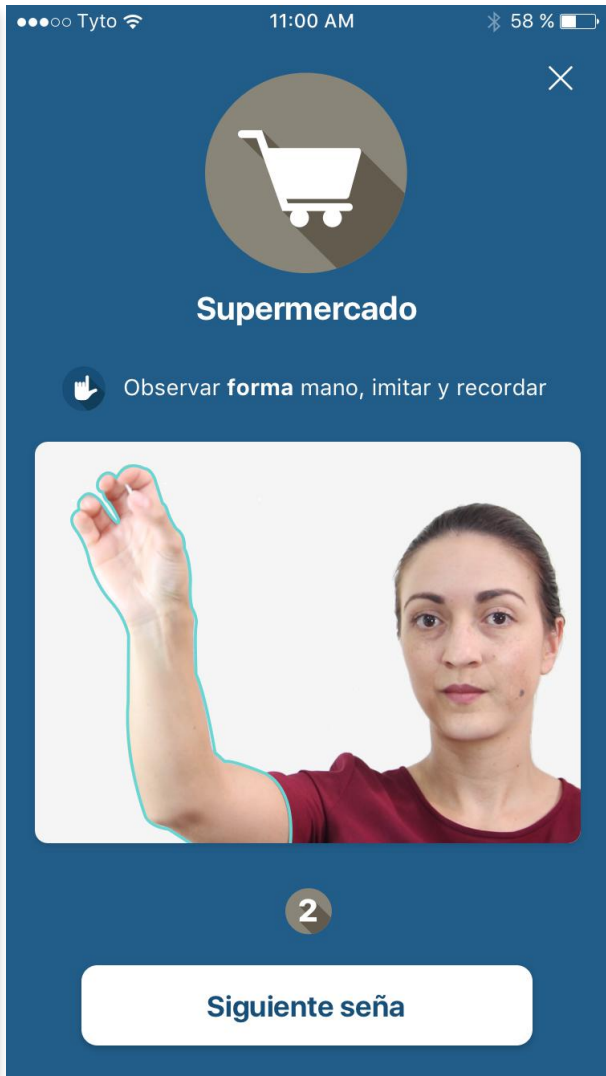 Tyto 11:00 AM 58 %
Supermercado
Observar forma mano, imitar y recordar
2
Siguiente seña